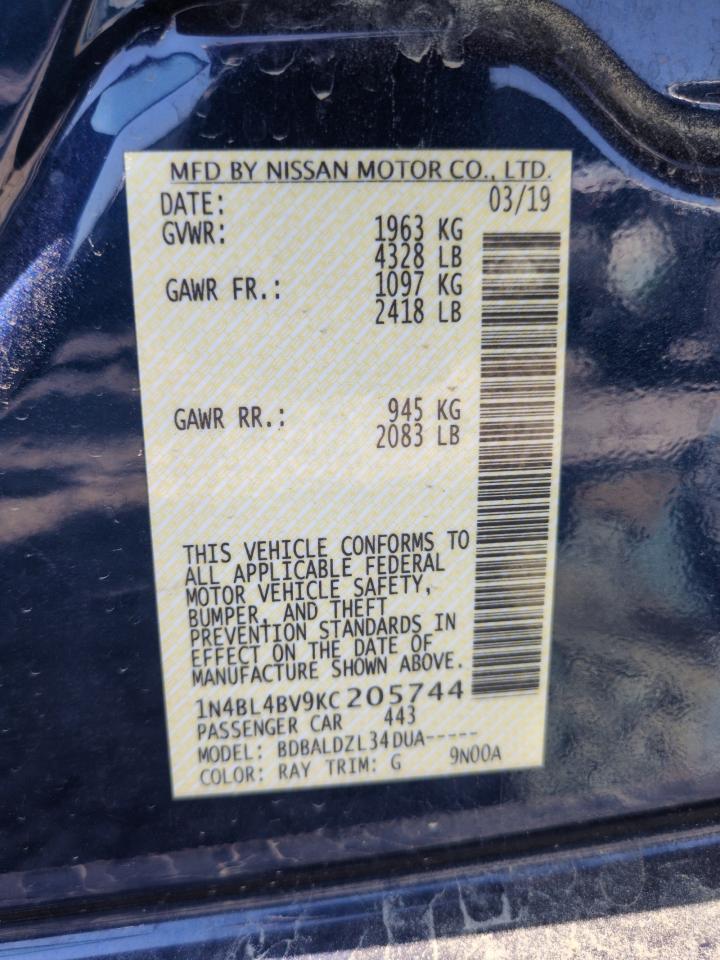 MFD BY NISSAN MOTOR CO., LTD.
DATE: 03/19
GVWR: 1963 KG
4328 LB
GAWR FR.: 1097 KG
2418 LB
GAWR RR.: 945 KG
2083 LB
THIS VEHICLE CONFORMS TO
ALL APPLICABLE FEDERAL
MOTOR VEHICLE SAFETY,
BUMPER, AND THEFT
PREVENTION STANDARDS IN
EFFECT ON THE DATE OF
MANUFACTURE SHOWN ABOVE.
1N4BL4BV9KC205744
PASSENGER CAR 443
MODEL: BDBALDZL34DUA-----
COLOR: RAY TRIM: G 9N00A